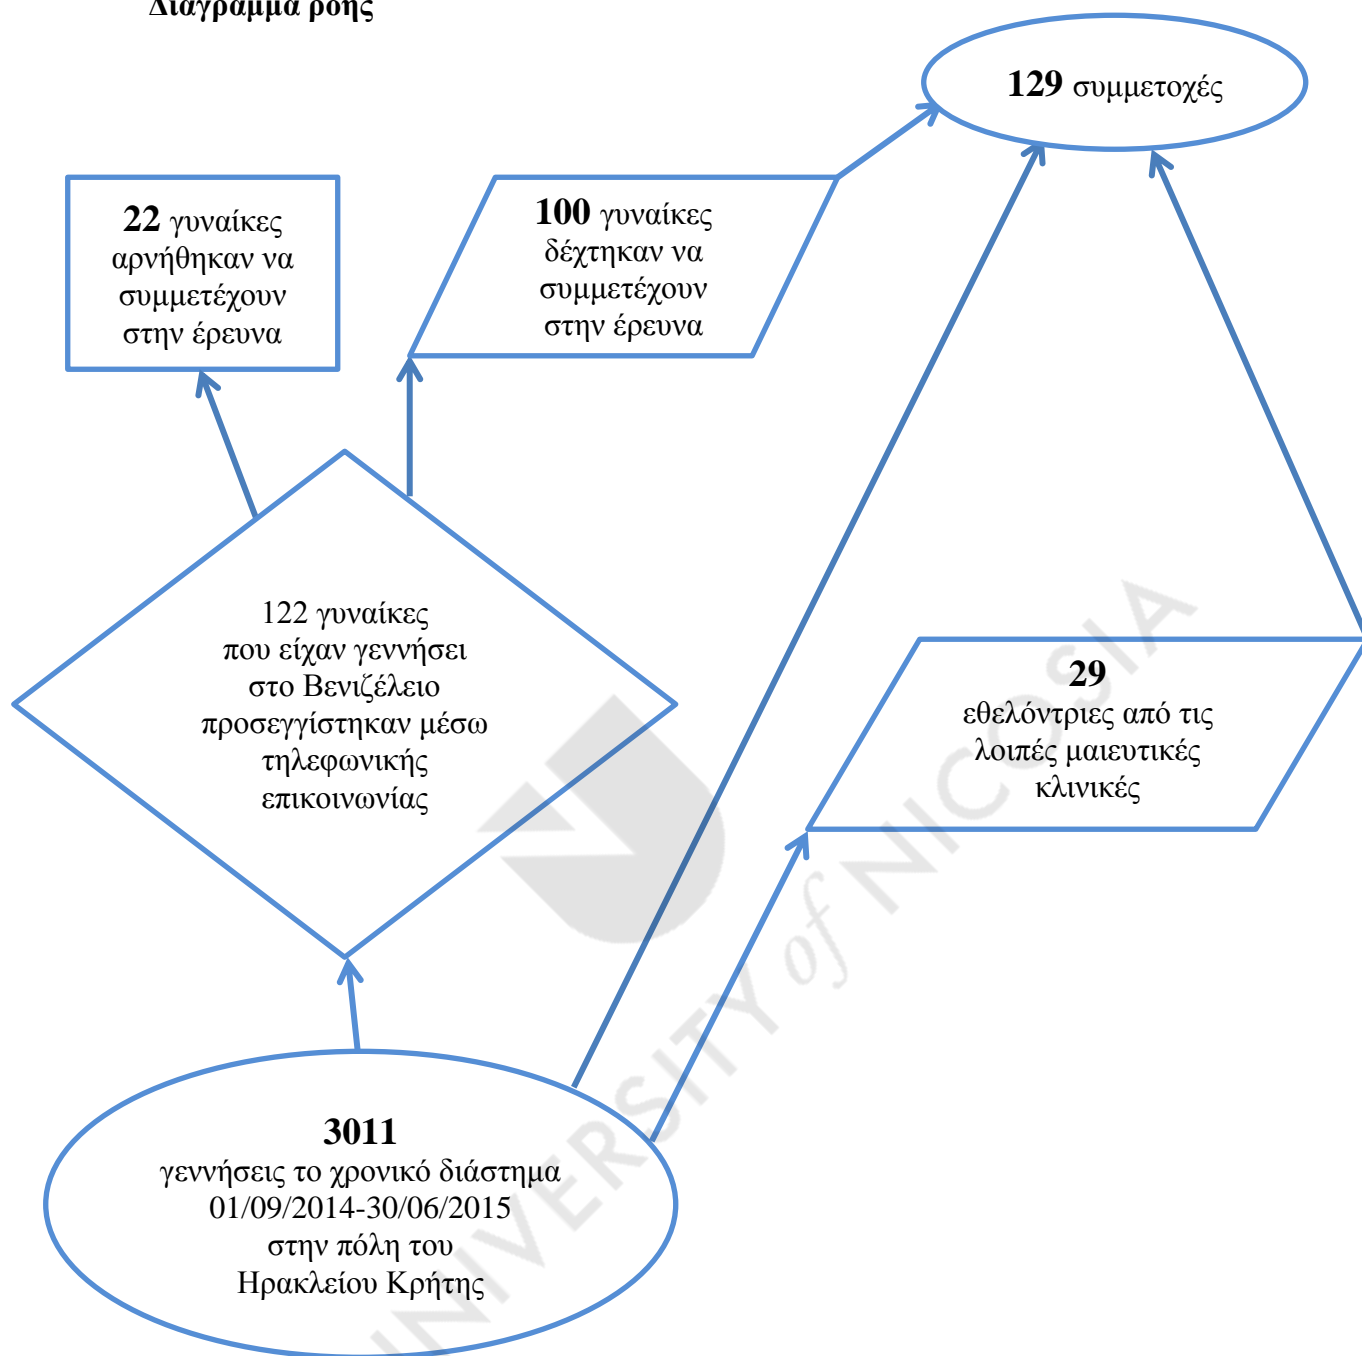 Διάγραμμα ροής
129 συμμετοχές
22 γυναίκες
αρνήθηκαν να
συμμετέχουν
στην έρευνα
100 γυναίκες
δέχτηκαν να
συμμετέχουν
στην έρευνα
122 γυναίκες
που είχαν γεννήσει
στο Βενιζέλειο
προσεγγίστηκαν μέσω
τηλεφωνικής
επικοινωνίας
29
εθελόντριες από τις
λοιπές μαιευτικές
κλινικές
3011
γεννήσεις το χρονικό διάστημα
01/09/2014-30/06/2015
στην πόλη του
Ηρακλείου Κρήτης
UNIVERSITY of NICOSIA